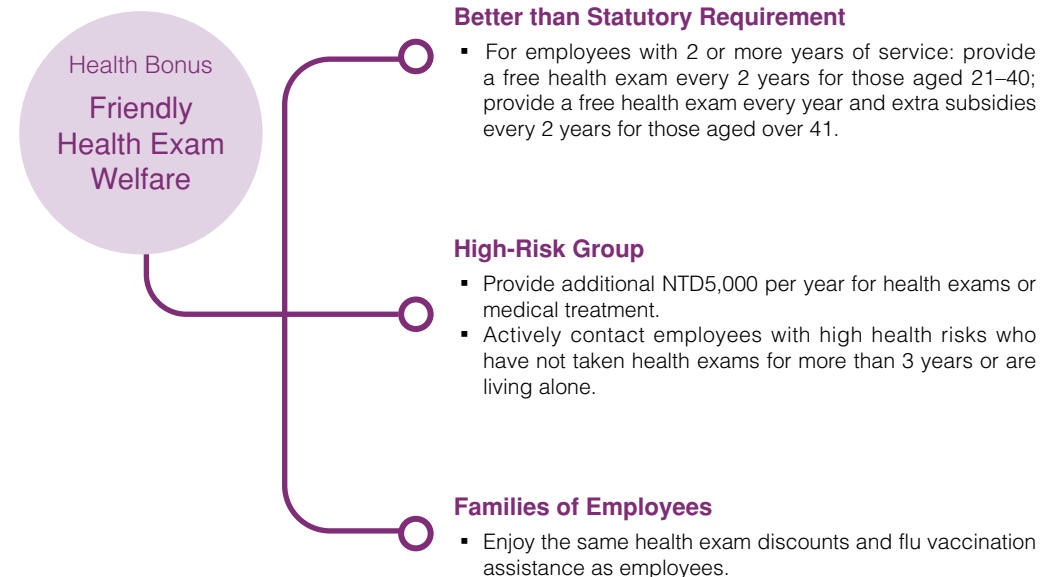 Health Bonus
Friendly
Health Exam
Welfare
Better than Statutory Requirement
▪ For employees with 2 or more years of service: provide
a free health exam every 2 years for those aged 21–40;
provide a free health exam every year and extra subsidies
every 2 years for those aged over 41.
High-Risk Group
▪ Provide additional NTD5,000 per year for health exams or
medical treatment.
▪ Actively contact employees with high health risks who
have not taken health exams for more than 3 years or are
living alone.
Families of Employees
▪ Enjoy the same health exam discounts and flu vaccination
assistance as employees.